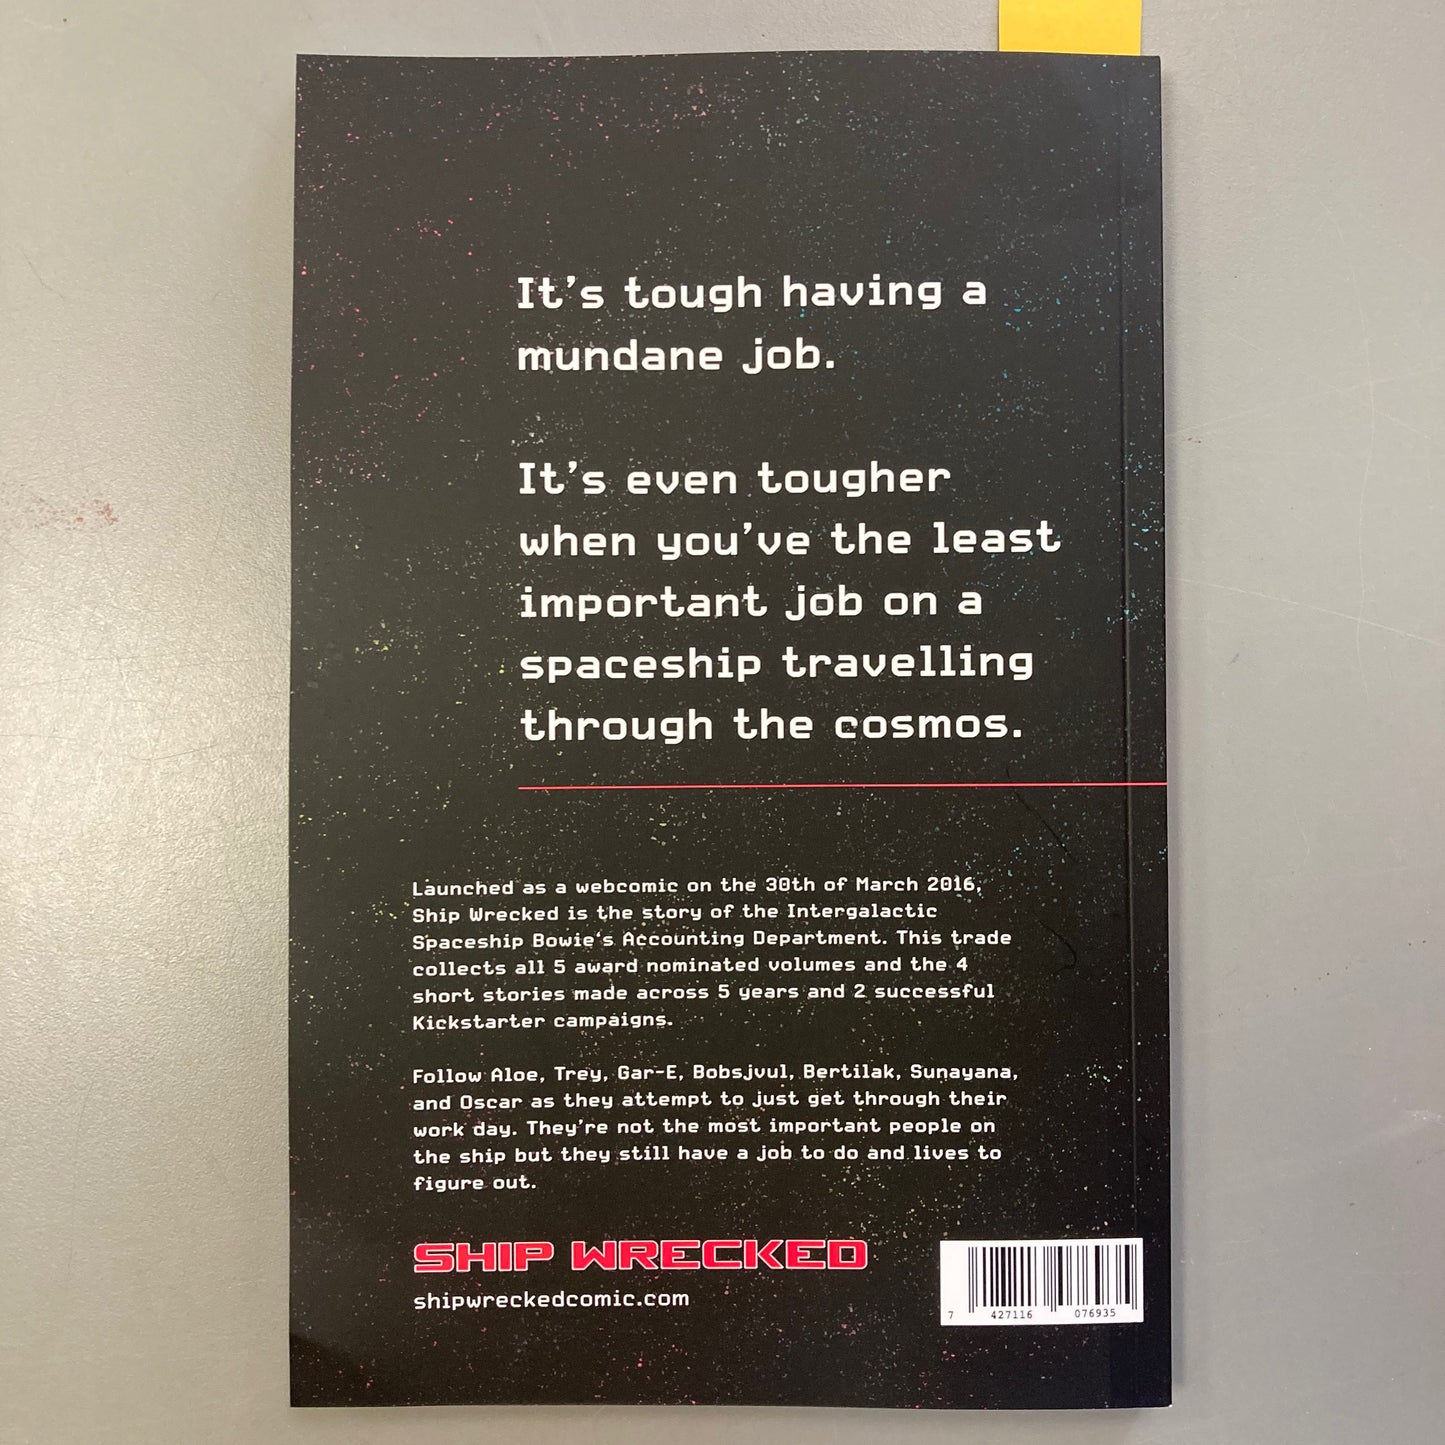 It's tough having a
mundane job.
It's even tougher
when you've the least
important job on a
spaceship travelling
through the cosmos.
Launched as a webcomic on the 30th of March 2016,
Ship Wrecked is the story of the Intergalactic
Spaceship Bowie's Accounting Department. This trade
collects all 5 award nominated volumes and the 4
short stories made across 5 years and 2 successful
Kickstarter campaigns.
Follow Aloe, Trey, Gar-E, Bobsjvul, Bertilak, Sunayana,
and Oscar as they attempt to just get through their
work day. They're not the most important people on
the ship but they still have a job to do and lives to
figure out.
SHIP WRECKED
shipwreckedcomic.com
7 427116 076935